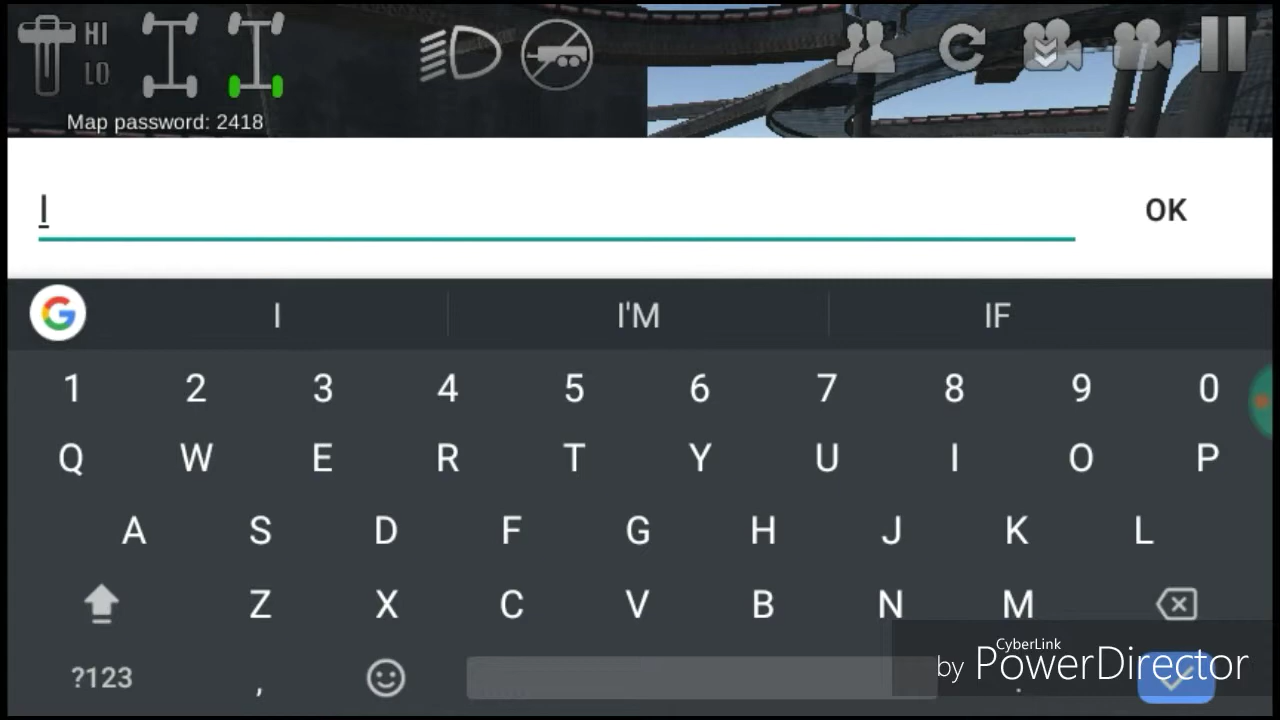 HI
LO
Map password: 2418
I
OK
I I'M IF
1 2 3 4 5 6 7 8 9 0
Q W E R T Y U I O P
A S D F G H J K L
Z X C V B N M
?123 , .
CyberLink
by PowerDirector